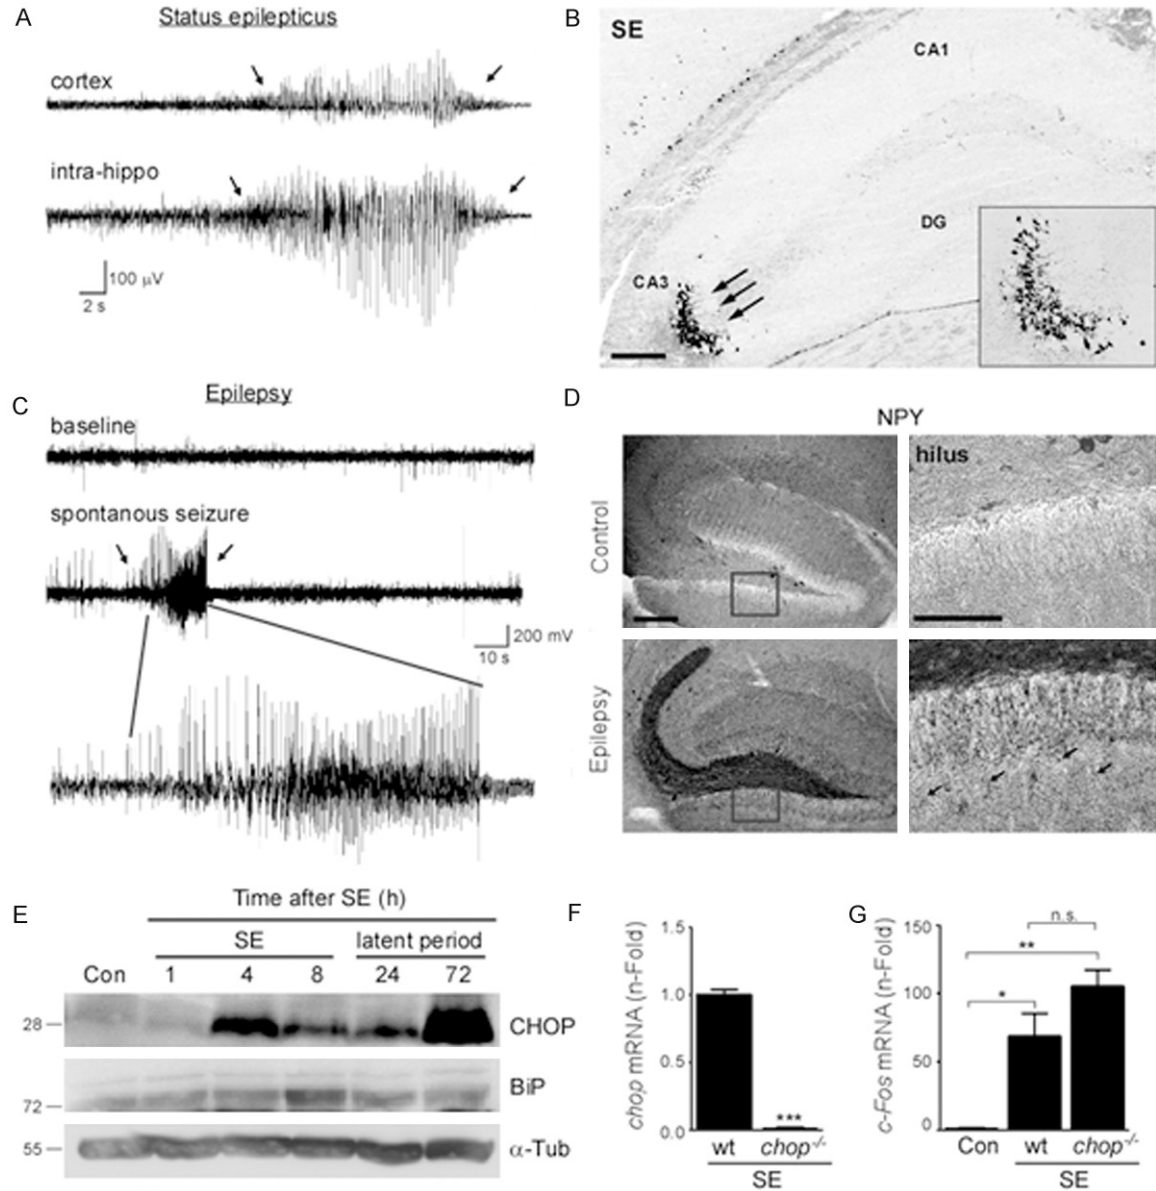 A
Status epilepticus
cortex
intra-hippo
100 µV
2 s
B
SE
CA1
DG
CA3
C
Epilepsy
baseline
spontanous seizure
200 mV
10 s
D
NPY
Control
hilus
Epilepsy
E
Time after SE (h)
SE latent period
Con 1 4 8 24 72
28 CHOP
72 BiP
55 α-Tub
F
chop mRNA (n-Fold)
1.5
1.0
0.5
0.0
***
wt chop-/-
SE
G
c-Fos mRNA (n-Fold)
150
100
50
0
n.s.
**
*
Con wt chop-/-
SE